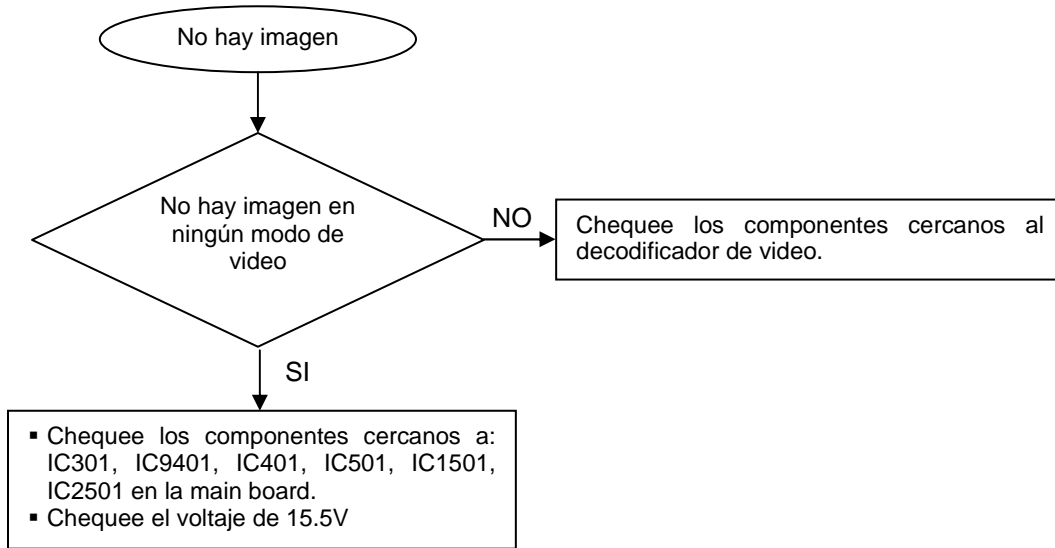 No hay imagen
No hay imagen en
ningún modo de
video
NO
Chequee los componentes cercanos al
decodificador de video.
SI
▪ Chequee los componentes cercanos a:
IC301, IC9401, IC401, IC501, IC1501,
IC2501 en la main board.
▪ Chequee el voltaje de 15.5V